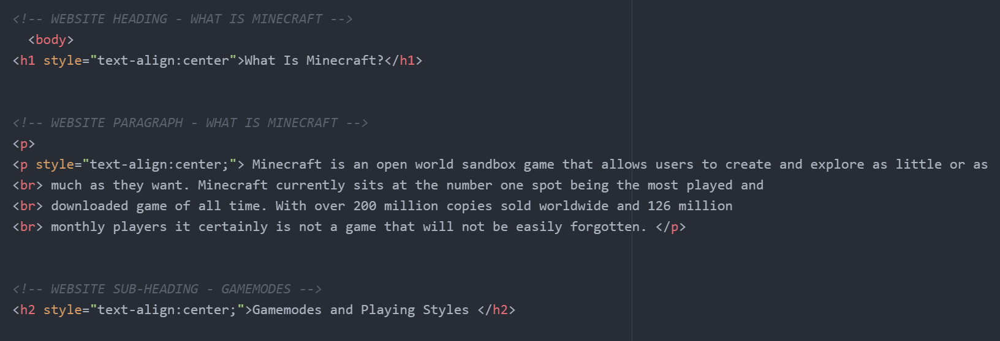 <!-- WEBSITE HEADING - WHAT IS MINECRAFT -->
<body>
<h1 style="text-align:center">What Is Minecraft?</h1>
<!-- WEBSITE PARAGRAPH - WHAT IS MINECRAFT -->
<p>
<p style="text-align:center;"> Minecraft is an open world sandbox game that allows users to create and explore as little or as
<br> much as they want. Minecraft currently sits at the number one spot being the most played and
<br> downloaded game of all time. With over 200 million copies sold worldwide and 126 million
<br> monthly players it certainly is not a game that will not be easily forgotten. </p>
<!-- WEBSITE SUB-HEADING - GAMEMODES -->
<h2 style="text-align:center;">Gamemodes and Playing Styles </h2>